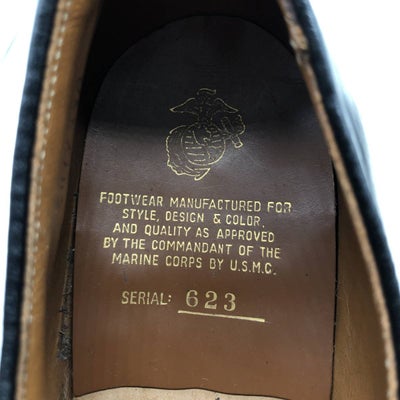 FOOTWEAR MANUFACTURED FOR
STYLE, DESIGN & COLOR.
AND QUALITY AS APPROVED
BY THE COMMANDANT OF THE
MARINE CORPS BY U.S.M.C.
SERIAL: 623